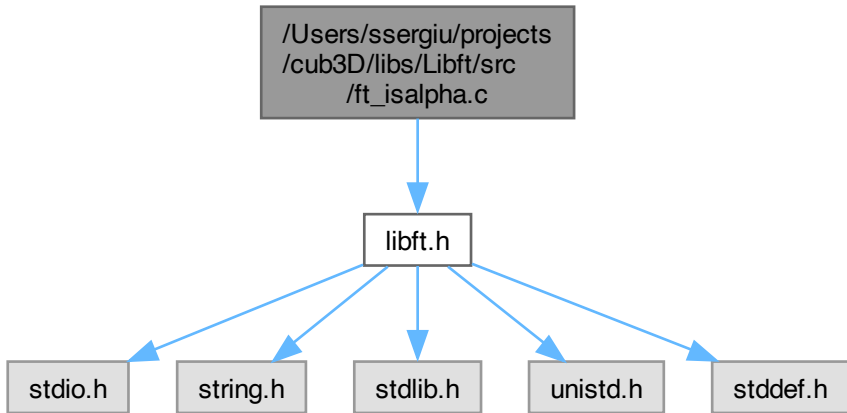 /Users/ssergiu/projects
/cub3D/libs/Libft/src
/ft_isalpha.c
libft.h
stdio.h
string.h
stdlib.h
unistd.h
stddef.h